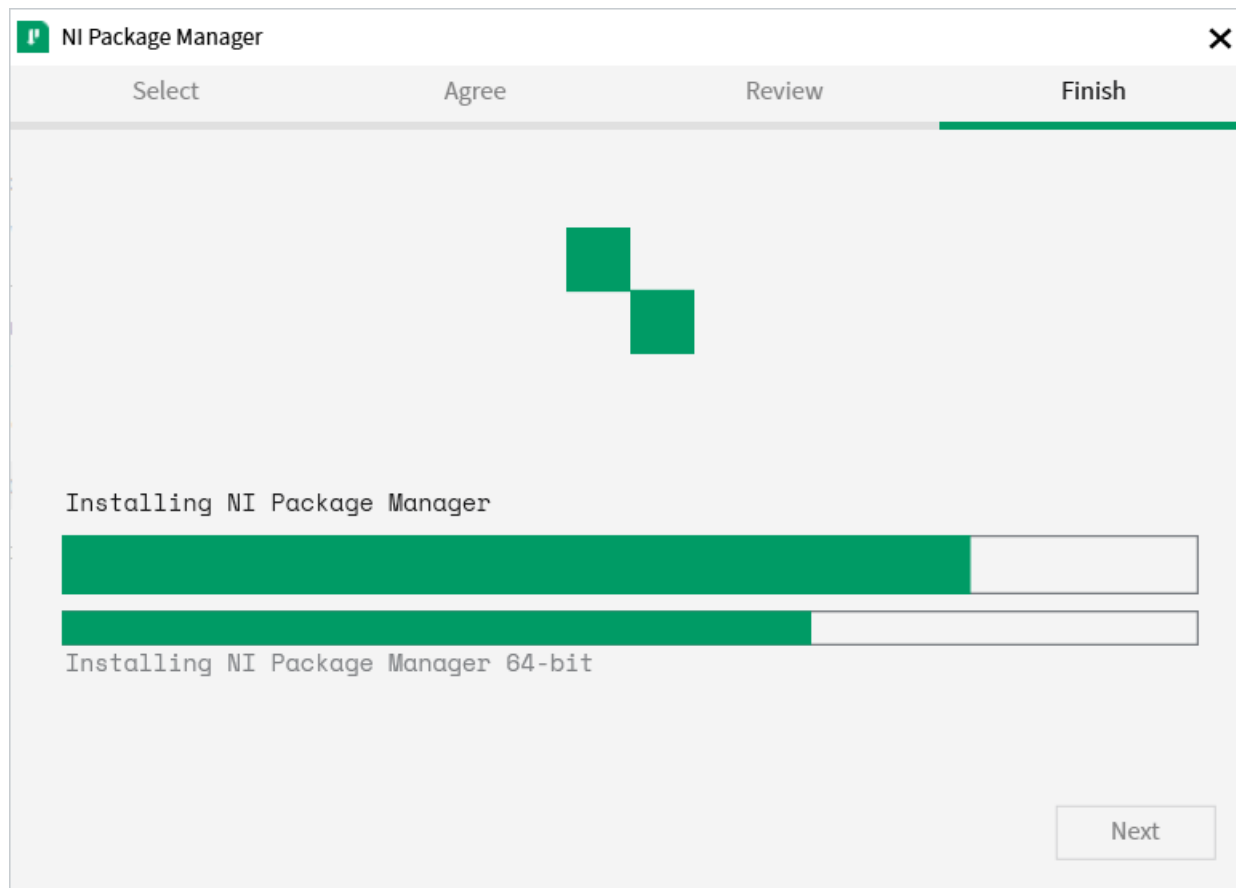 NI Package Manager
Select Agree Review Finish
Installing NI Package Manager
Installing NI Package Manager 64-bit
Next